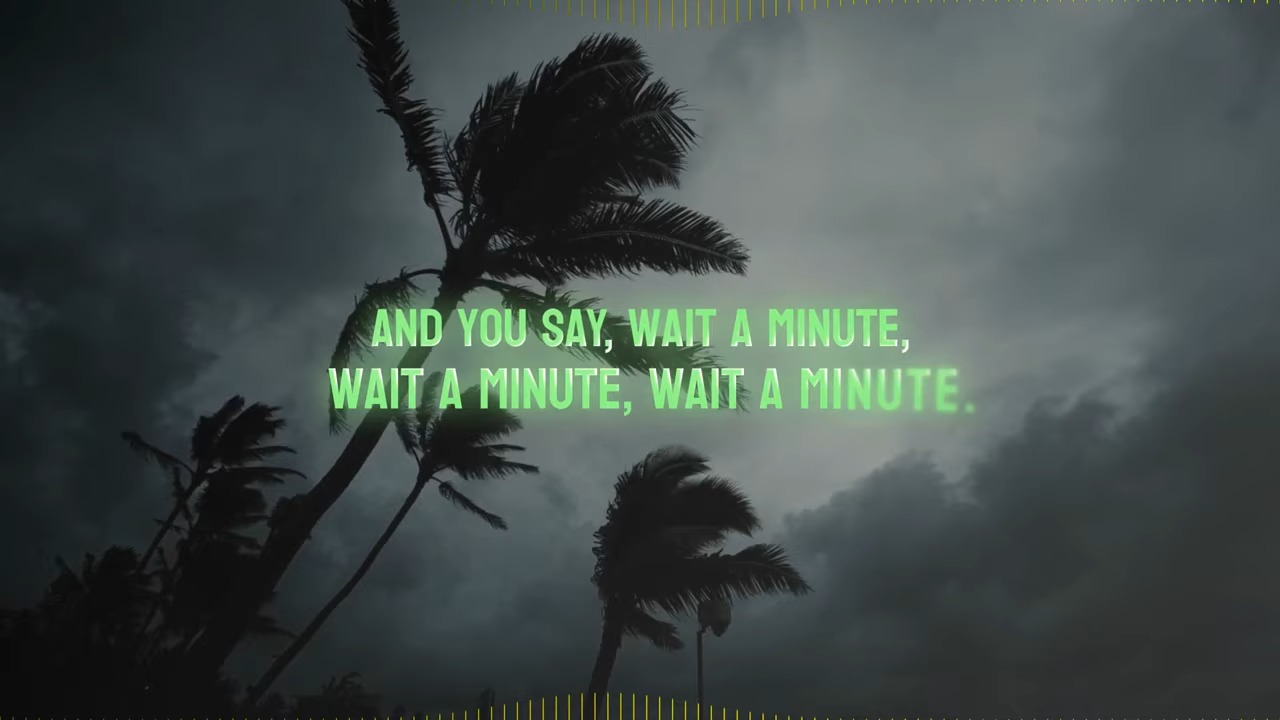 AND YOU SAY, WAIT A MINUTE,
WAIT A MINUTE, WAIT A MINUTE.